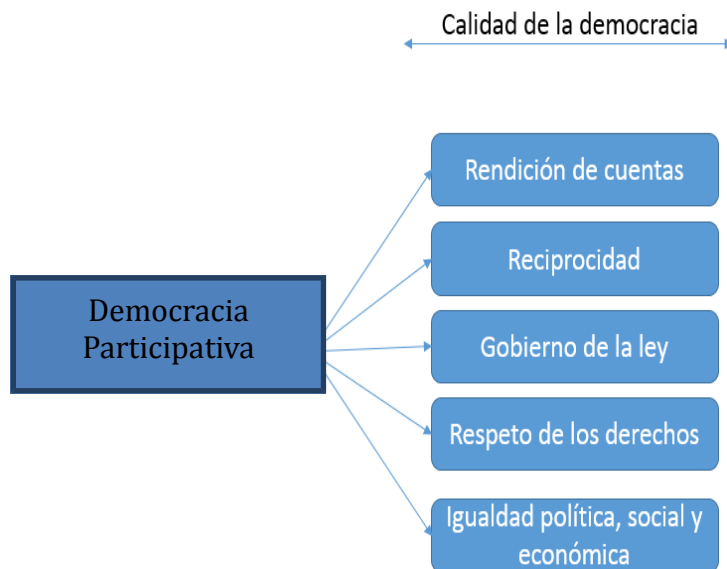 Calidad de la democracia
Rendición de cuentas
Reciprocidad
Democracia
Participativa
Gobierno de la ley
Respeto de los derechos
Igualdad política, social y
económica